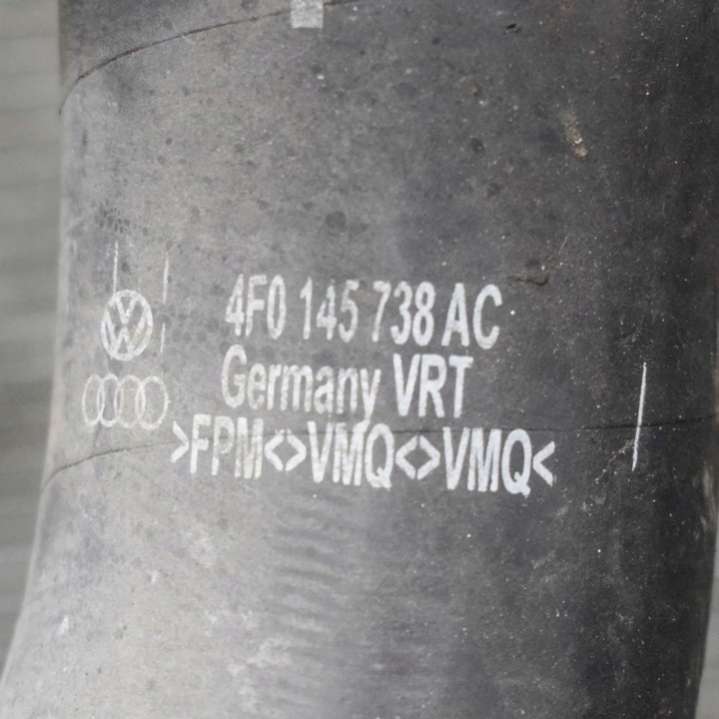 4F0 145 738 AC
Germany VRT
>FPM<>VMQ<>VMQ<